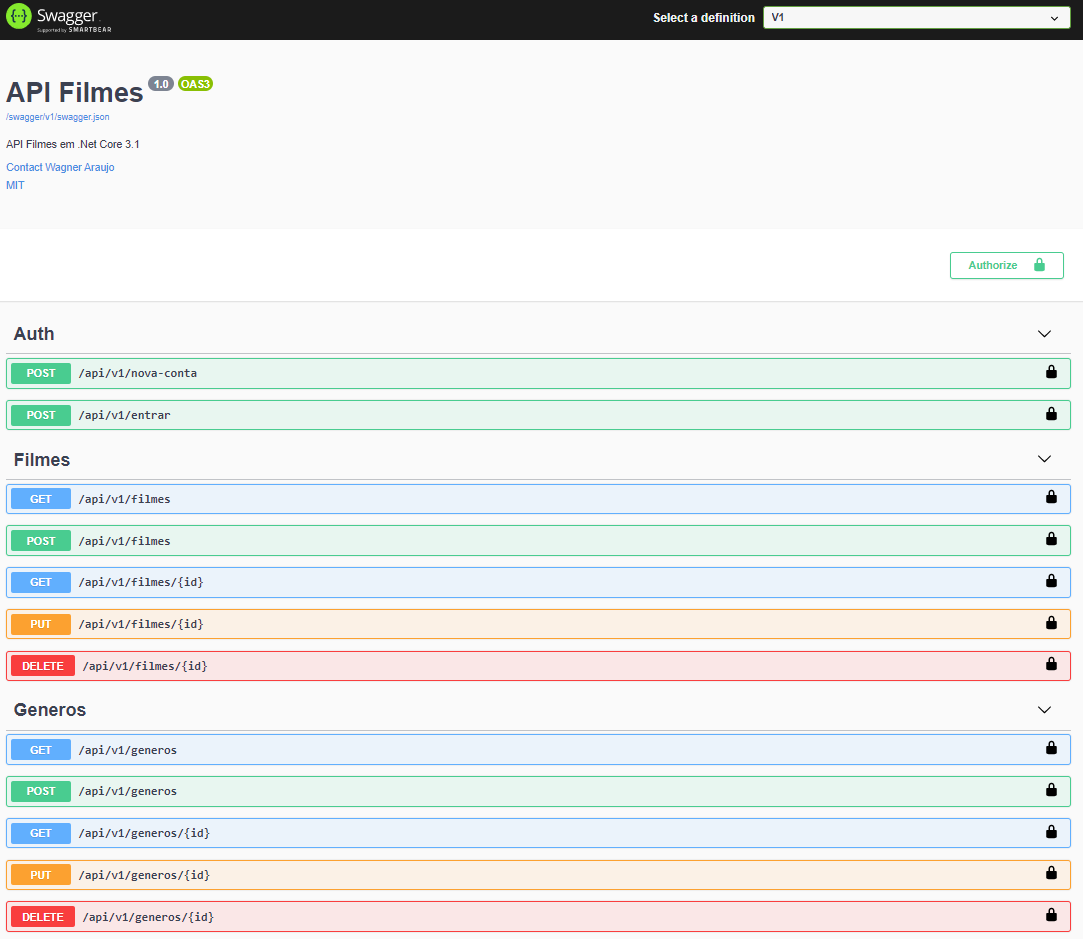 Swagger.
Supported by SMARTBEAR
Select a definition
V1
API Filmes 1.0 OAS3
/swagger/v1/swagger.json
API Filmes em .Net Core 3.1
Contact Wagner Araujo
MIT
Authorize
Auth
POST /api/v1/nova-conta
POST /api/v1/entrar
Filmes
GET /api/v1/filmes
POST /api/v1/filmes
GET /api/v1/filmes/{id}
PUT /api/v1/filmes/{id}
DELETE /api/v1/filmes/{id}
Generos
GET /api/v1/generos
POST /api/v1/generos
GET /api/v1/generos/{id}
PUT /api/v1/generos/{id}
DELETE /api/v1/generos/{id}